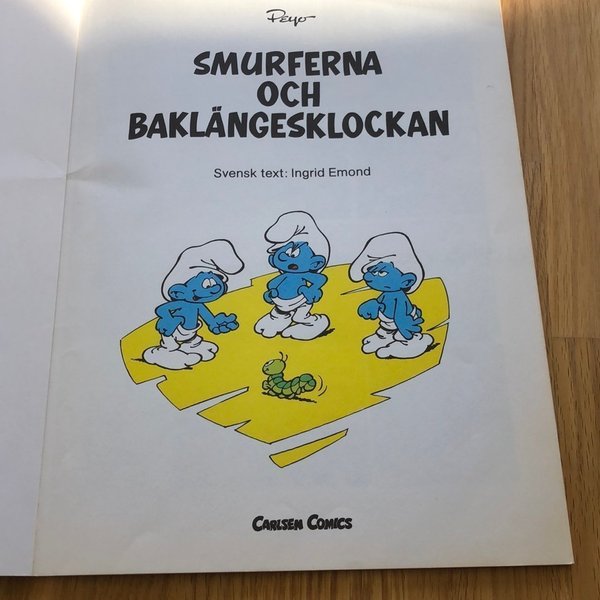 Peyo
SMURFERNA
OCH
BAKLÄNGESKLOCKAN
Svensk text: Ingrid Emond
CARLSEN COMICS